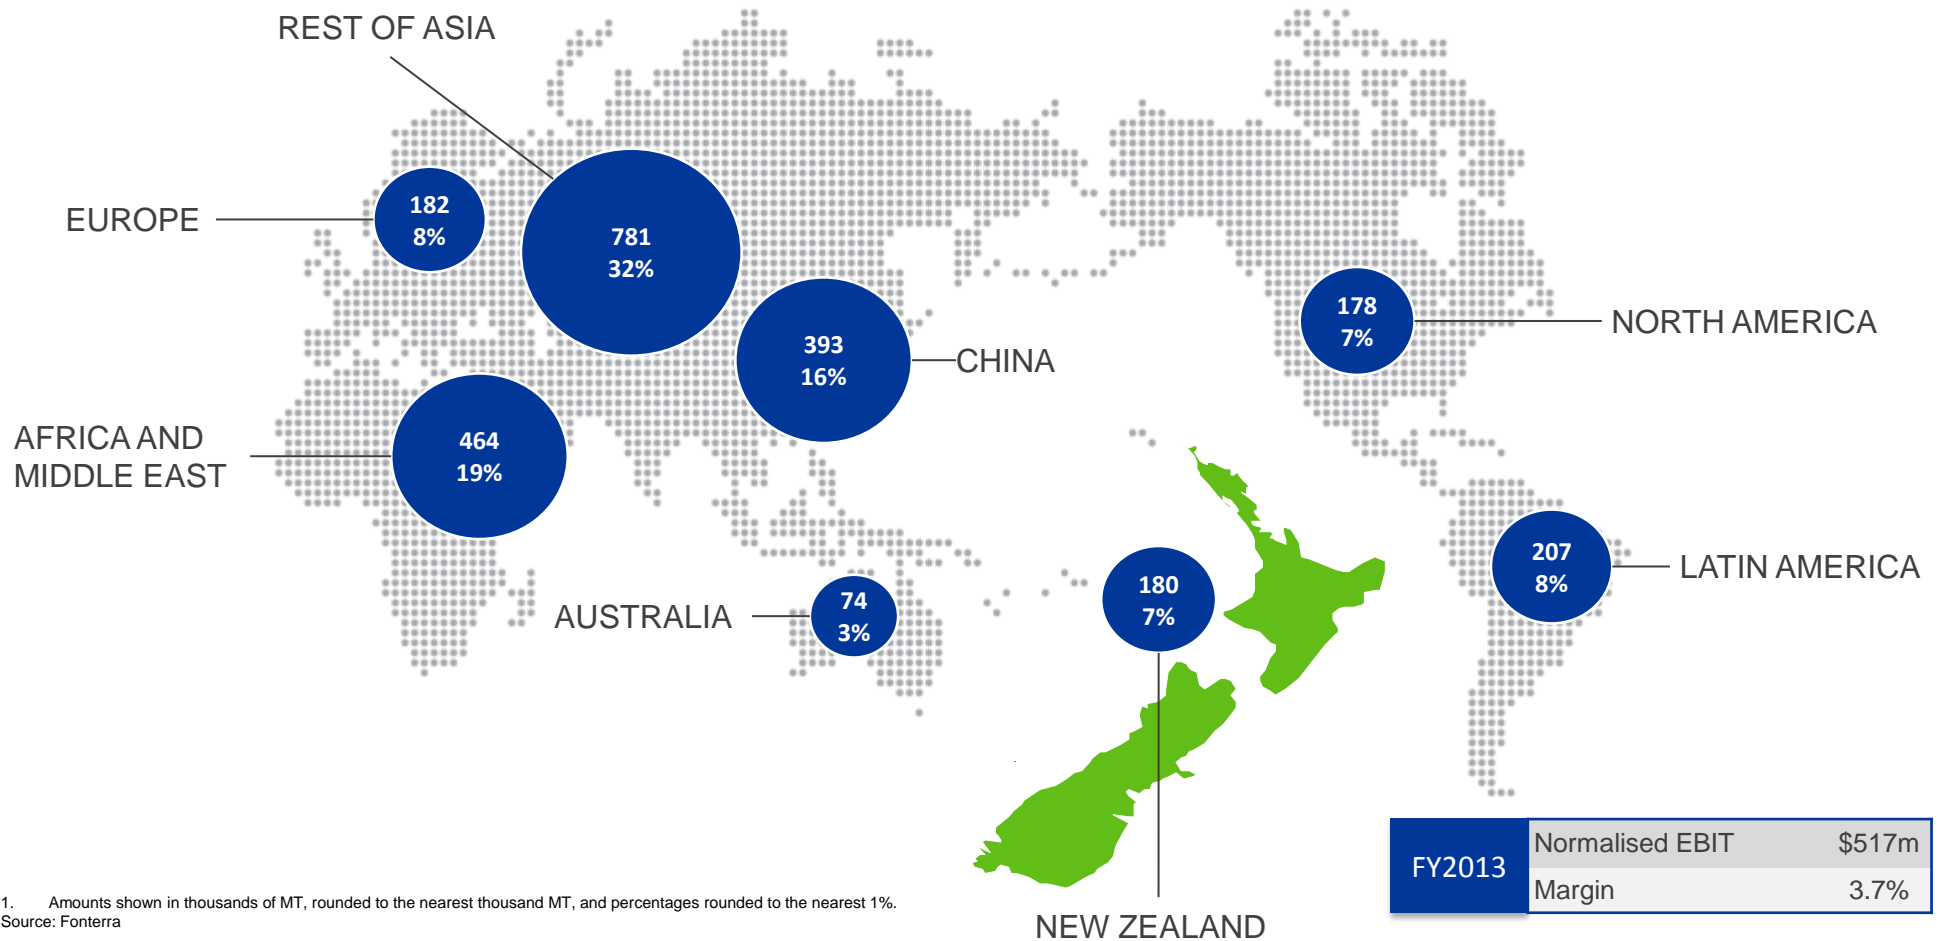 REST OF ASIA
EUROPE
182
8%
781
32%
393
16%
CHINA
178
7%
NORTH AMERICA
AFRICA AND
MIDDLE EAST
464
19%
AUSTRALIA
74
3%
180
7%
207
8%
LATIN AMERICA
NEW ZEALAND
FY2013
Normalised EBIT $517m
Margin 3.7%
1. Amounts shown in thousands of MT, rounded to the nearest thousand MT, and percentages rounded to the nearest 1%.
Source: Fonterra